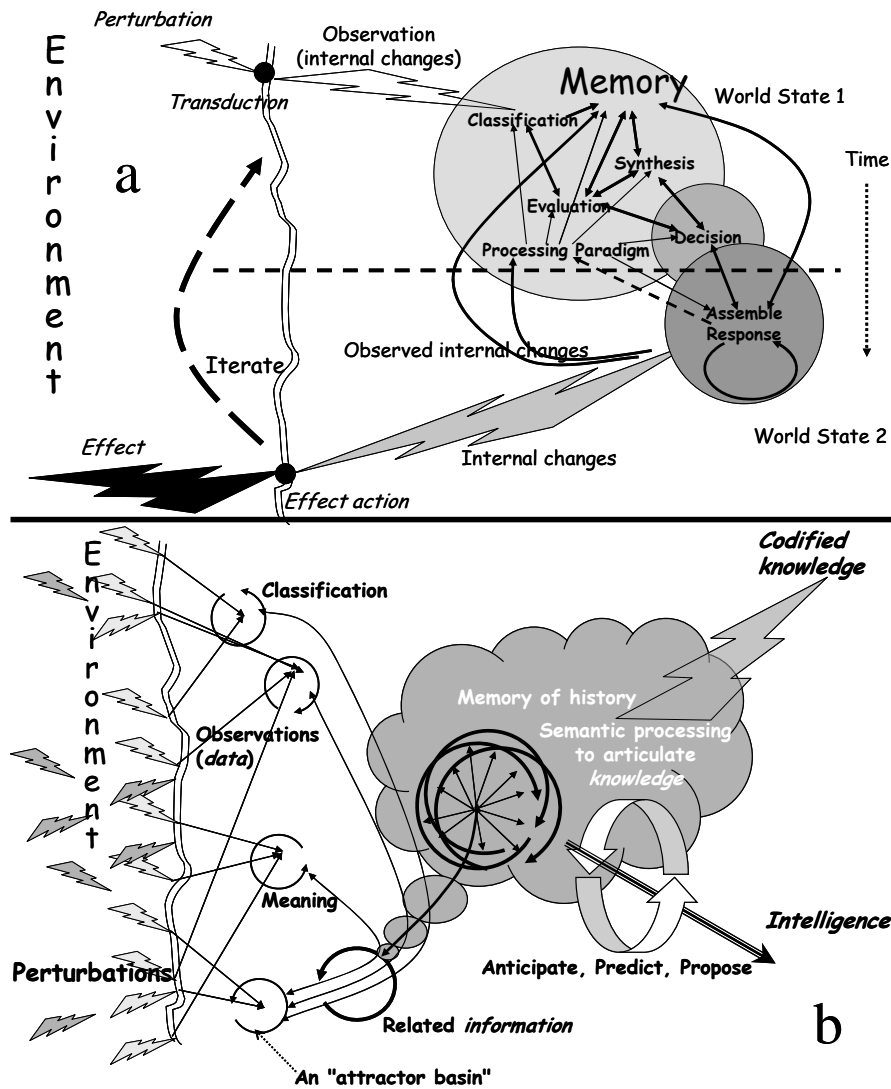 Environment
Perturbation
Observation
(internal changes)
Transduction
a
Memory
World State 1
Classification
Synthesis
Time
Evaluation
Processing Paradigm
Decision
Assemble
Response
Iterate
Observed internal changes
World State 2
Effect
Internal changes
Effect action
Environment
Codified
knowledge
Classification
Memory of history
Observations
(data)
Semantic processing
to articulate
knowledge
Meaning
Intelligence
Perturbations
Anticipate, Predict, Propose
Related information
b
An "attractor basin"